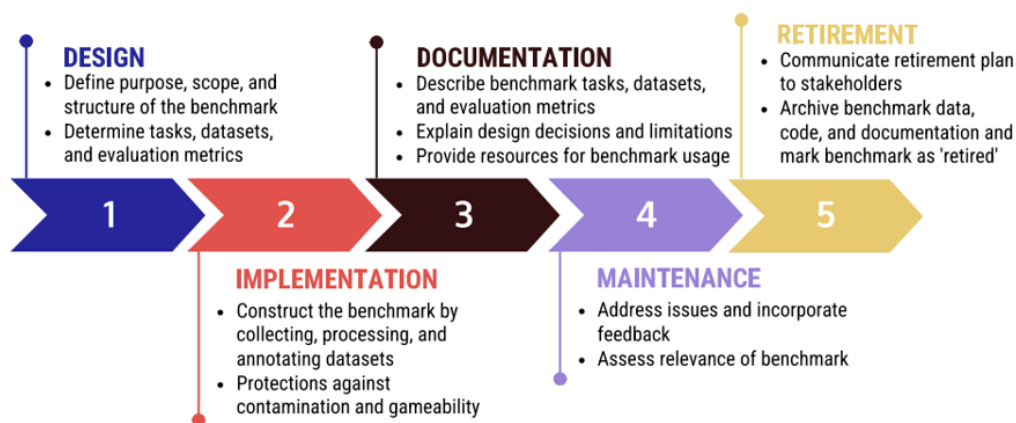 DESIGN
• Define purpose, scope, and
structure of the benchmark
• Determine tasks, datasets,
and evaluation metrics
DOCUMENTATION
• Describe benchmark tasks, datasets,
and evaluation metrics
• Explain design decisions and limitations
• Provide resources for benchmark usage
RETIREMENT
• Communicate retirement plan
to stakeholders
• Archive benchmark data,
code, and documentation and
mark benchmark as 'retired'
1
2
3
4
5
IMPLEMENTATION
• Construct the benchmark by
collecting, processing, and
annotating datasets
• Protections against
contamination and gameability
MAINTENANCE
• Address issues and incorporate
feedback
• Assess relevance of benchmark